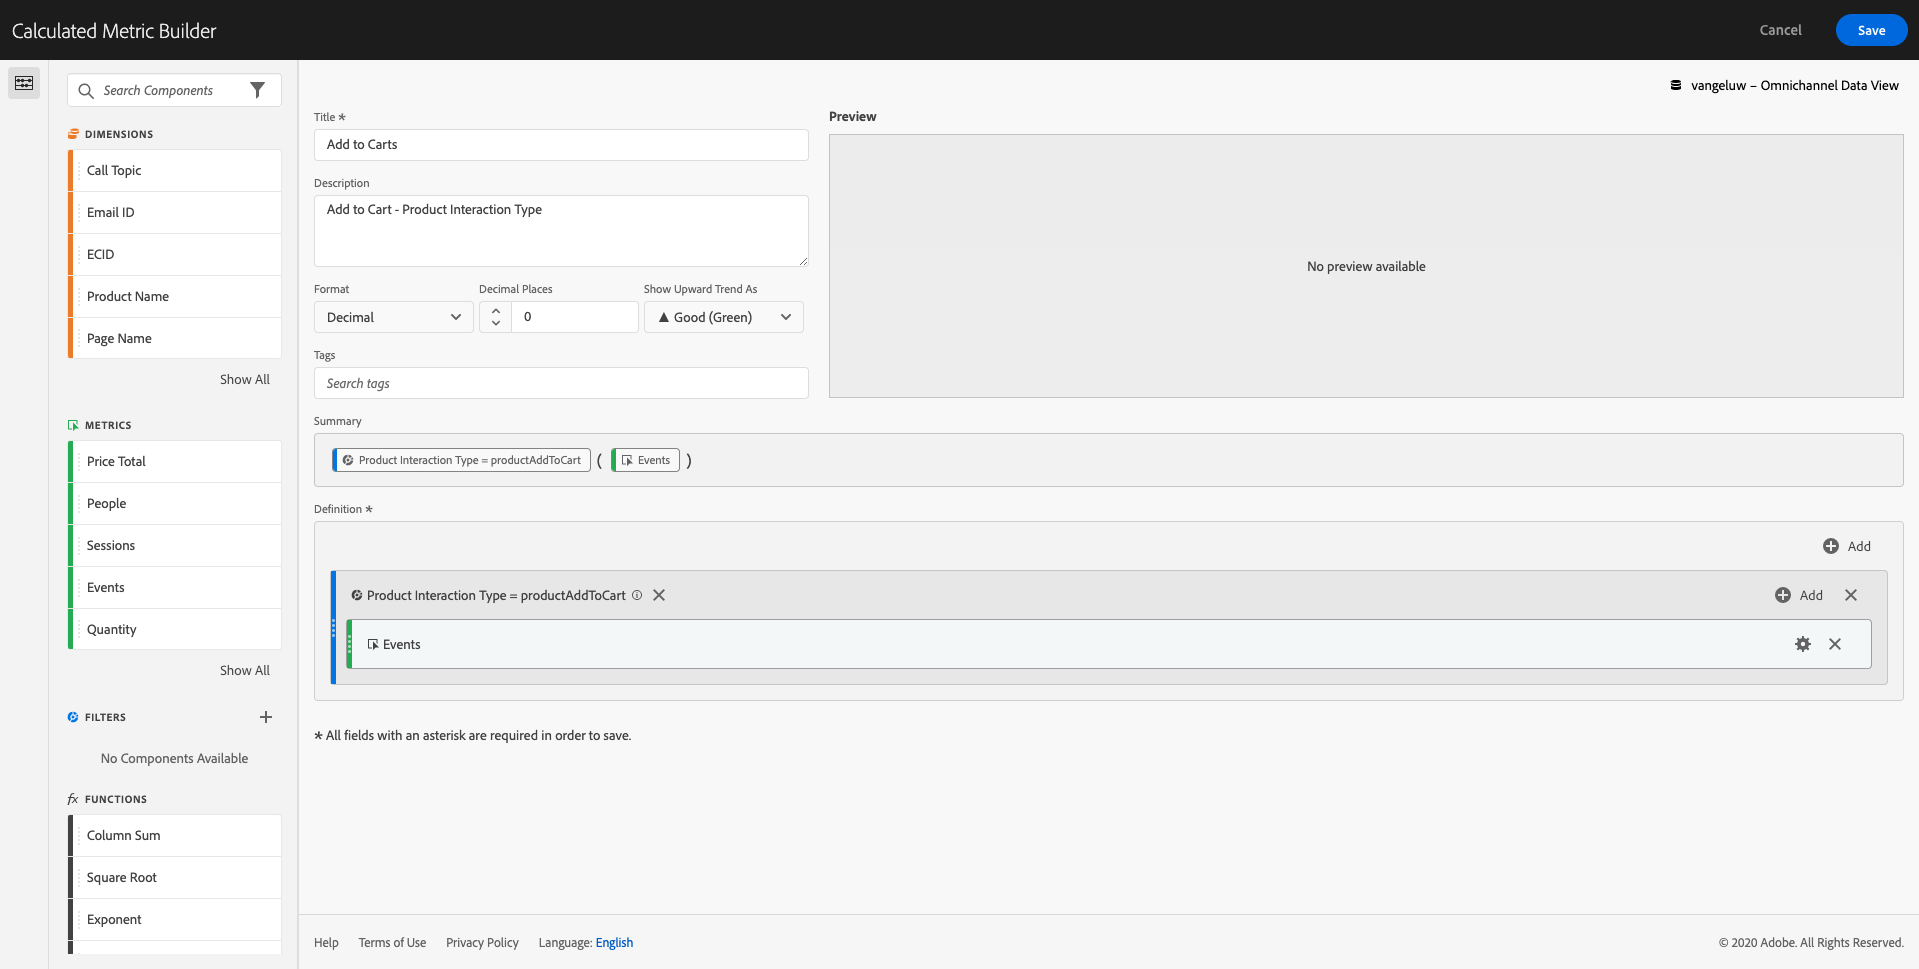 Calculated Metric Builder
Cancel
Save
Search Components
DIMENSIONS
Call Topic
Email ID
ECID
Product Name
Page Name
Show All
METRICS
Price Total
People
Sessions
Events
Quantity
Show All
FILTERS
No Components Available
fx FUNCTIONS
Column Sum
Square Root
Exponent
vangeluw – Omnichannel Data View
Title *
Add to Carts
Description
Add to Cart - Product Interaction Type
Format
Decimal Places
Show Upward Trend As
Decimal
0
▲ Good (Green)
Tags
Search tags
Preview
No preview available
Summary
Product Interaction Type = productAddToCart ( Events )
Definition *
Add
Product Interaction Type = productAddToCart
Add
Events
* All fields with an asterisk are required in order to save.
Help Terms of Use Privacy Policy Language: English
© 2020 Adobe. All Rights Reserved.